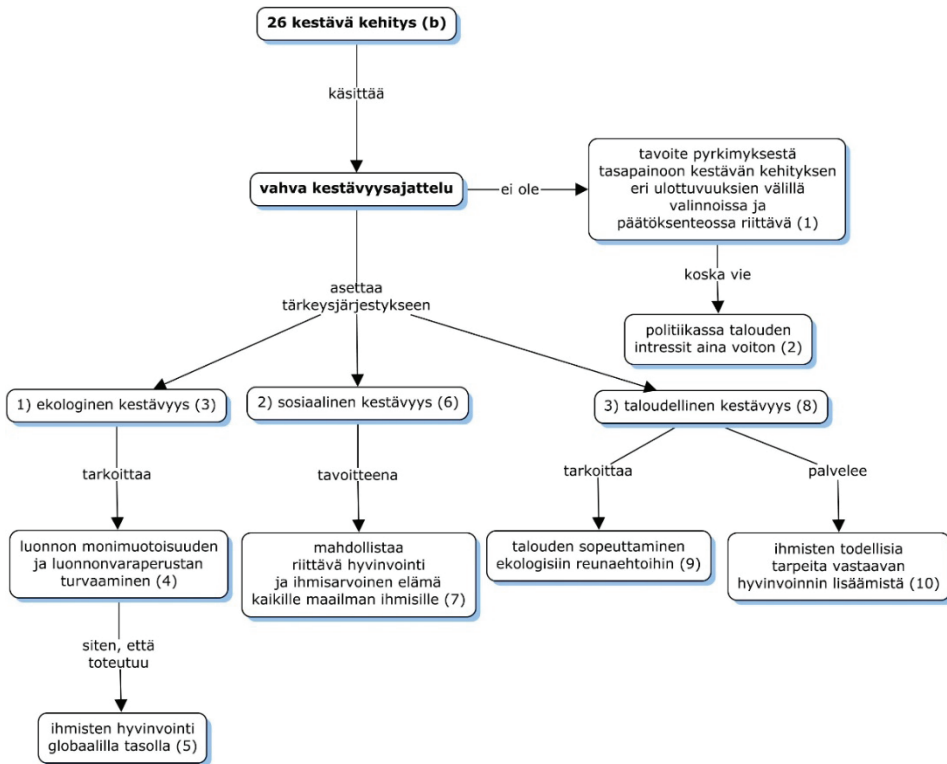 26 kestävä kehitys (b)
käsittää
vahva kestävyysajattelu
ei ole
tavoite pyrkimyksestä
tasapainoon kestävän kehityksen
eri ulottuvuuksien välillä
valinnoissa ja
päätöksenteossa riittävä (1)
koska vie
politiikassa talouden
intressit aina voiton (2)
asettaa
tärkeysjärjestykseen
1) ekologinen kestävyys (3)
2) sosiaalinen kestävyys (6)
3) taloudellinen kestävyys (8)
tarkoittaa
tavoitteena
tarkoittaa
palvelee
luonnon monimuotoisuuden
ja luonnonvaraperustan
turvaaminen (4)
mahdollistaa
riittävä hyvinvointi
ja ihmisarvoinen elämä
kaikille maailman ihmisille (7)
talouden sopeuttaminen
ekologisiin reunaehtoihin (9)
ihmisten todellisia
tarpeita vastaavan
hyvinvoinnin lisäämistä (10)
siten, että
toteutuu
ihmisten hyvinvointi
globaalilla tasolla (5)